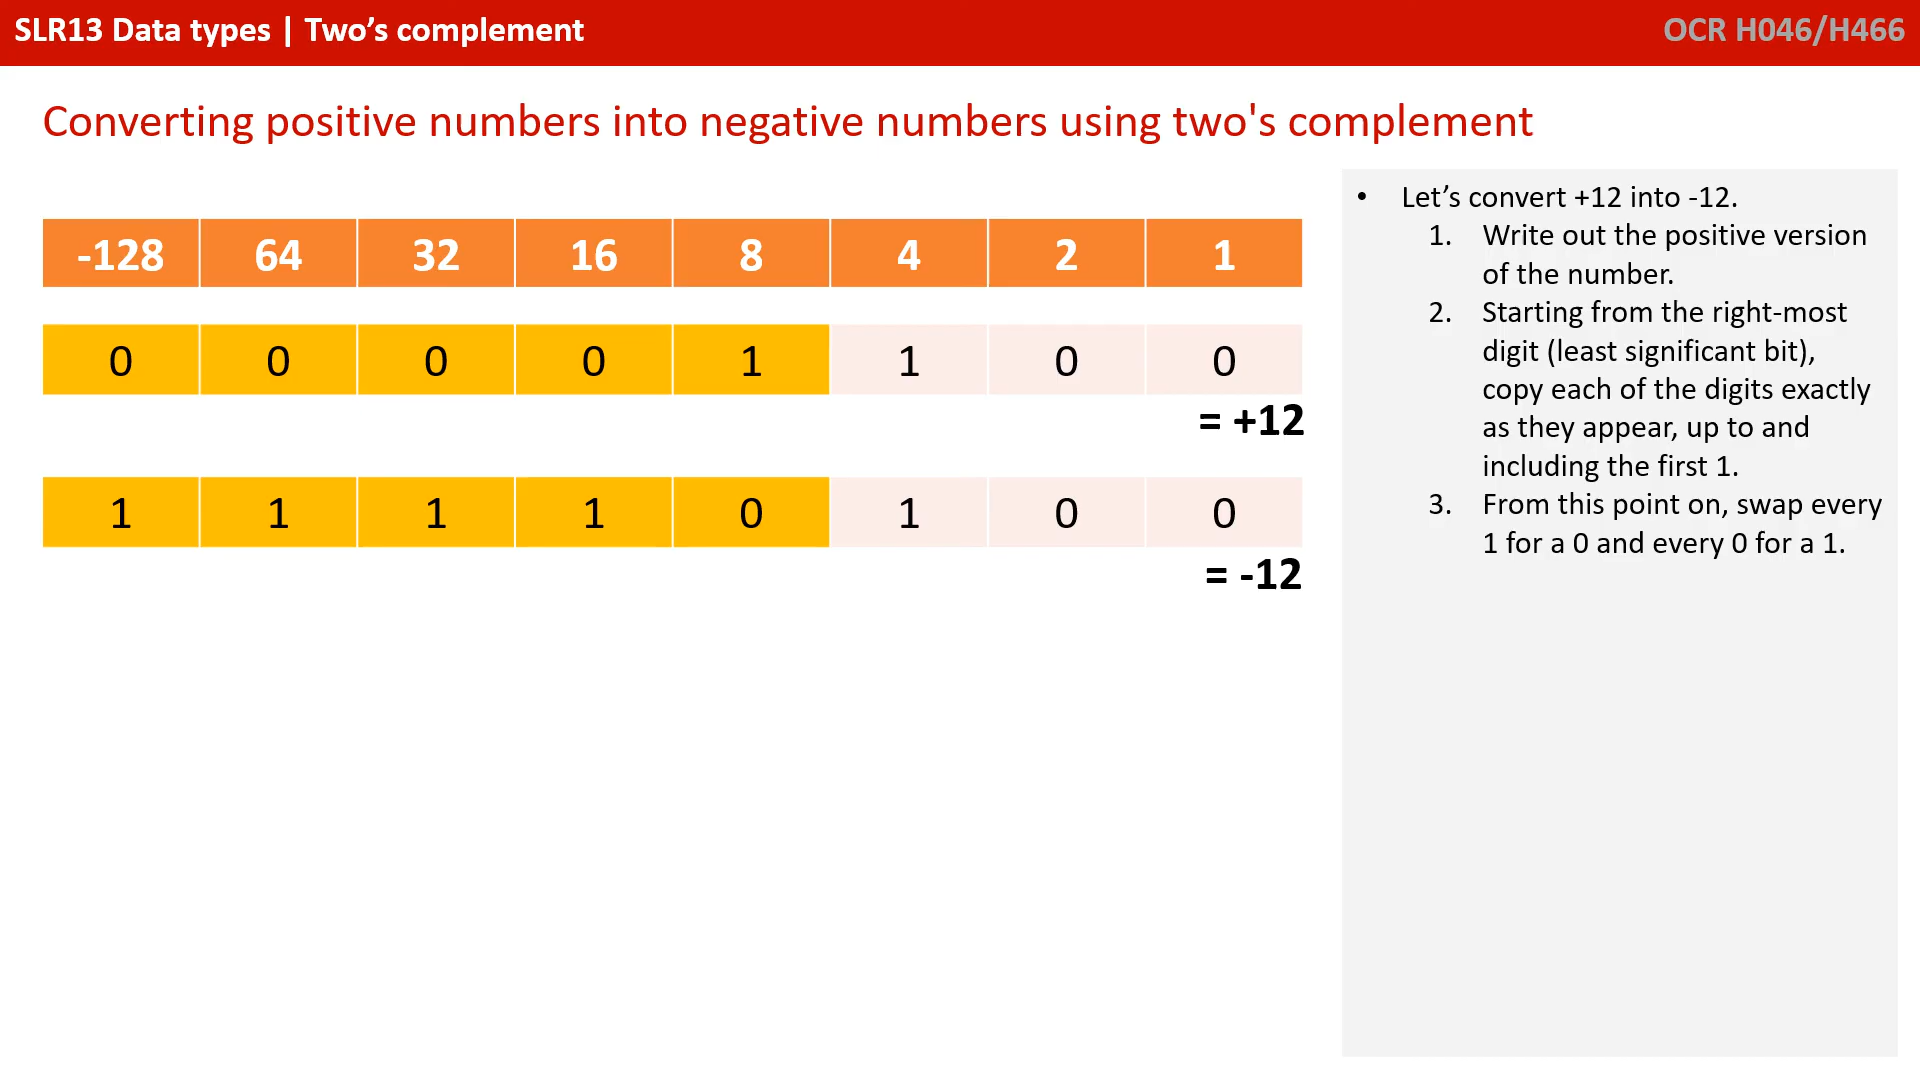 SLR13 Data types | Two’s complement
OCR H046/H466
Converting positive numbers into negative numbers using two's complement
-128 64 32 16 8 4 2 1
0 0 0 0 1 1 0 0
= +12
1 1 1 1 0 1 0 0
= -12
• Let’s convert +12 into -12.
1. Write out the positive version
of the number.
2. Starting from the right-most
digit (least significant bit),
copy each of the digits exactly
as they appear, up to and
including the first 1.
3. From this point on, swap every
1 for a 0 and every 0 for a 1.